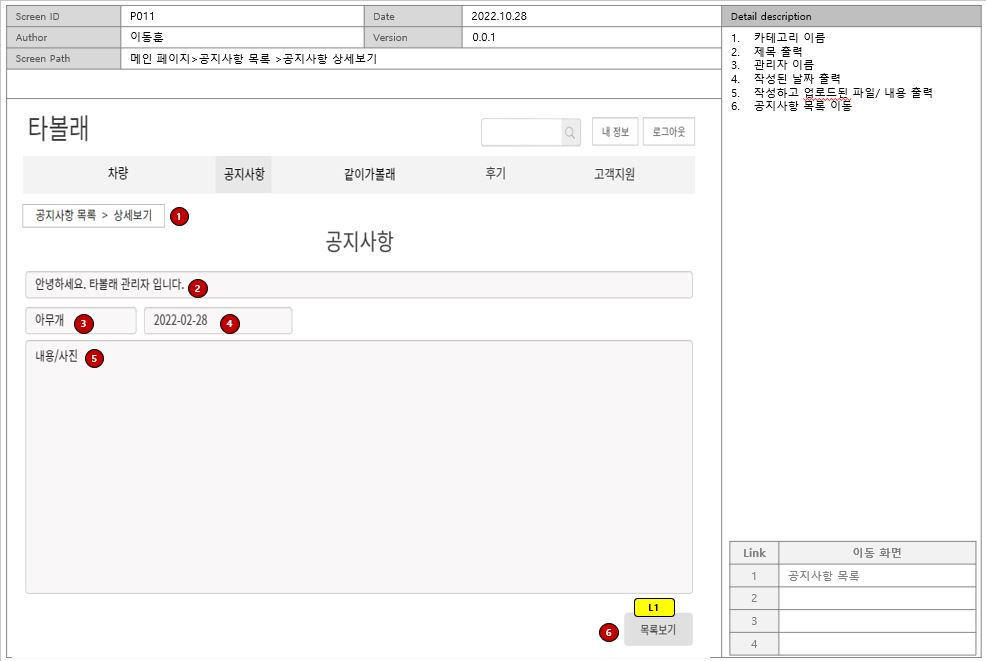 Screen ID P011 Date 2022.10.28
Author 이동훈 Version 0.0.1
Screen Path 메인 페이지>공지사항 목록 >공지사항 상세보기
타볼래
내 정보 로그아웃
차량 공지사항 같이가볼래 후기 고객지원
공지사항 목록 > 상세보기 1
공지사항
안녕하세요. 타볼래 관리자 입니다. 2
아무개 3 2022-02-28 4
내용/사진 5
L1
6 목록보기
Detail description
1. 카테고리 이름
2. 제목 출력
3. 관리자 이름
4. 작성된 날짜 출력
5. 작성하고 업로드된 파일/ 내용 출력
6. 공지사항 목록 이동
Link 이동 화면
1 공지사항 목록
2
3
4